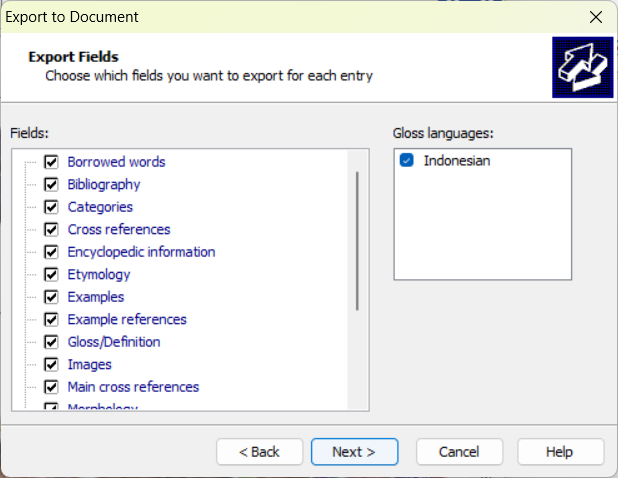 Export to Document
Export Fields
Choose which fields you want to export for each entry
Fields:
Gloss languages:
Borrowed words
Indonesian
Bibliography
Categories
Cross references
Encyclopedic information
Etymology
Examples
Example references
Gloss/Definition
Images
Main cross references
Morphology
< Back
Next >
Cancel
Help